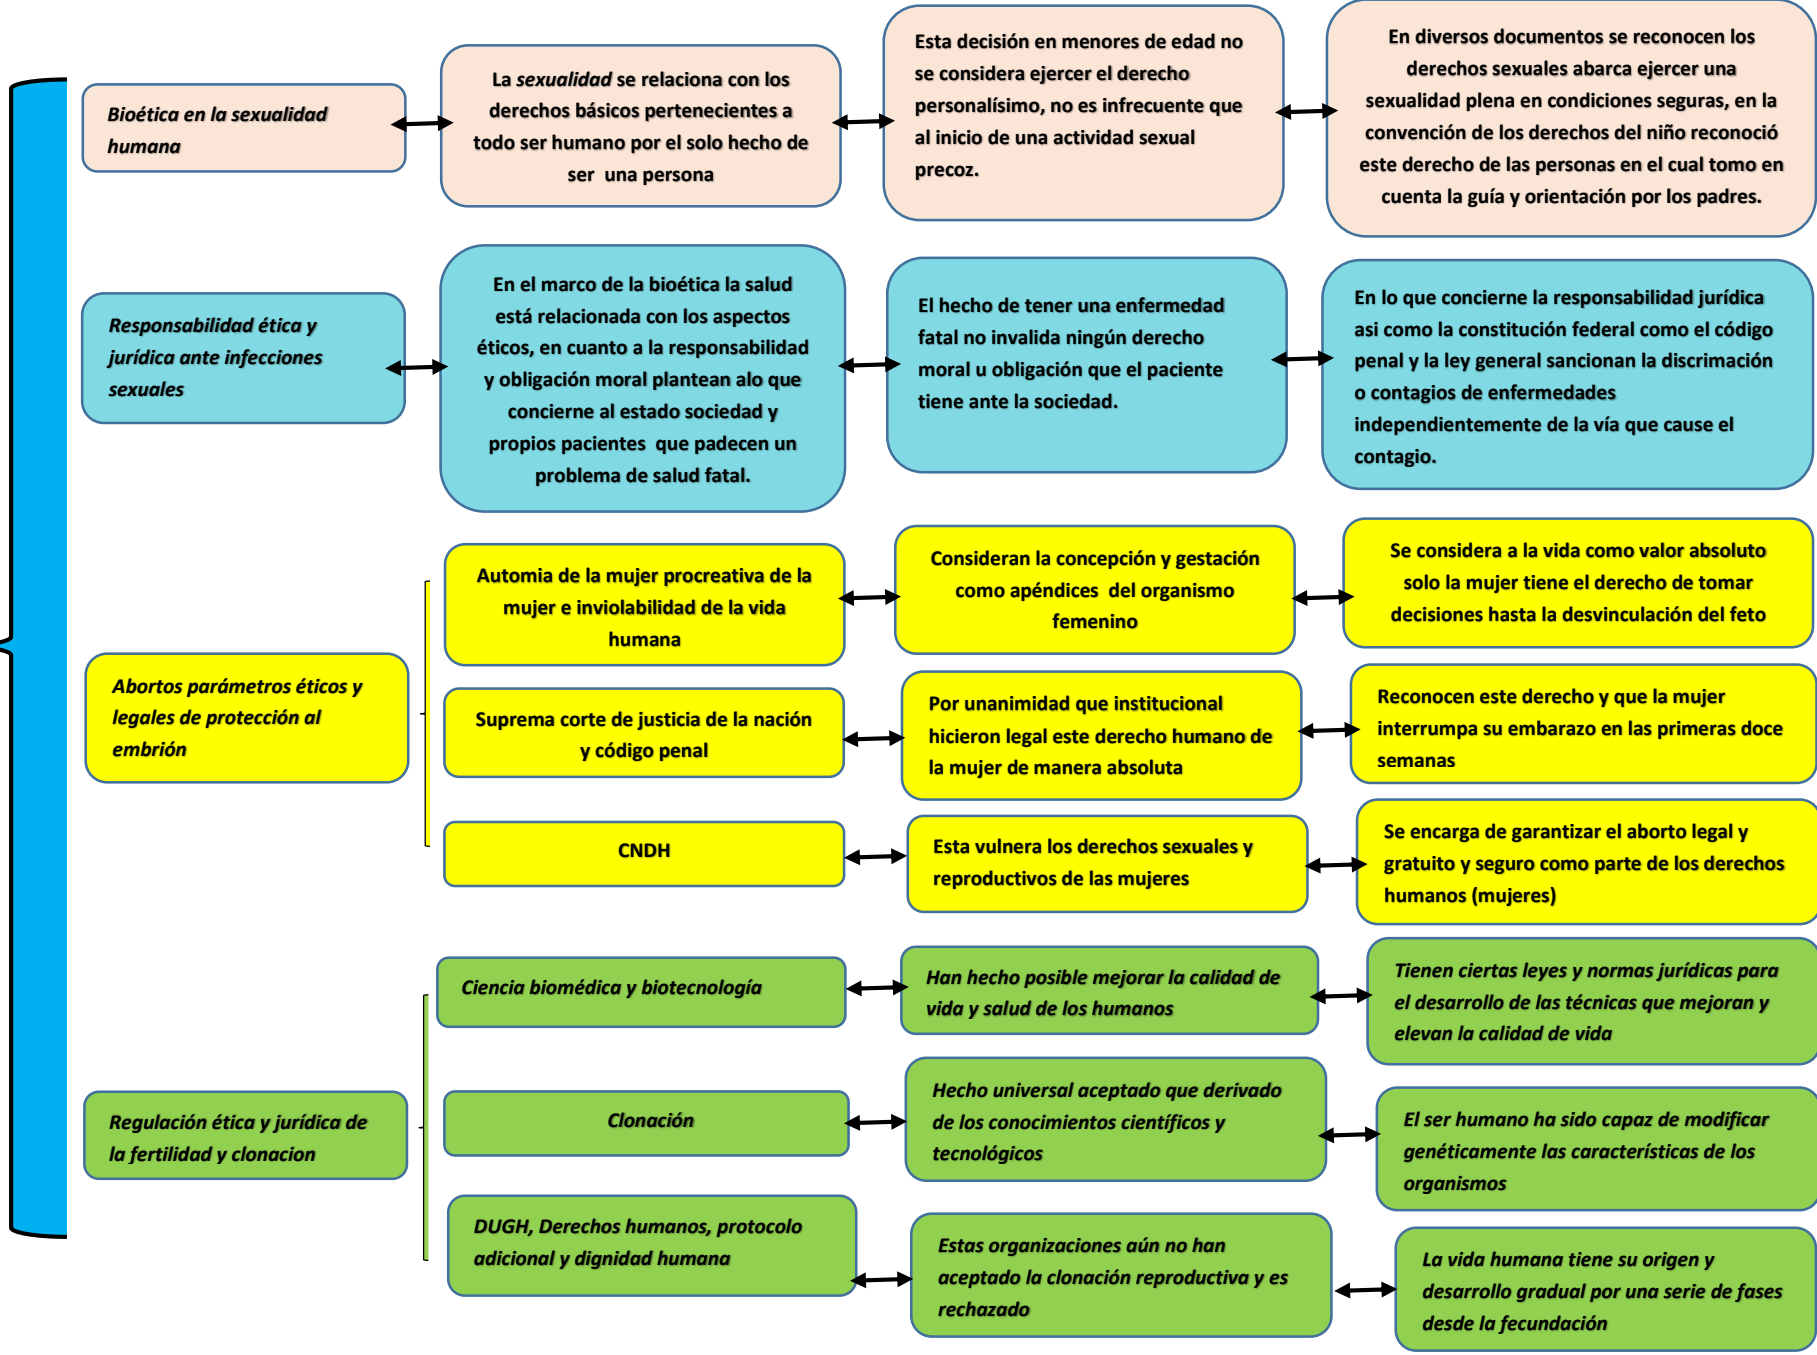 Bioética en la sexualidad
humana
La sexualidad se relaciona con los
derechos básicos pertenecientes a
todo ser humano por el solo hecho de
ser una persona
Esta decisión en menores de edad no
se considera ejercer el derecho
personalísimo, no es infrecuente que
al inicio de una actividad sexual
precoz.
En diversos documentos se reconocen los
derechos sexuales abarca ejercer una
sexualidad plena en condiciones seguras, en la
convención de los derechos del niño reconoció
este derecho de las personas en el cual tomo en
cuenta la guía y orientación por los padres.
Responsabilidad ética y
jurídica ante infecciones
sexuales
En el marco de la bioética la salud
está relacionada con los aspectos
éticos, en cuanto a la responsabilidad
y obligación moral plantean alo que
concierne al estado sociedad y
propios pacientes que padecen un
problema de salud fatal.
El hecho de tener una enfermedad
fatal no invalida ningún derecho
moral u obligación que el paciente
tiene ante la sociedad.
En lo que concierne la responsabilidad jurídica
asi como la constitución federal como el código
penal y la ley general sancionan la discrimación
o contagios de enfermedades
independientemente de la vía que cause el
contagio.
Abortos parámetros éticos y
legales de protección al
embrión
Automia de la mujer procreativa de la
mujer e inviolabilidad de la vida
humana
Consideran la concepción y gestación
como apéndices del organismo
femenino
Se considera a la vida como valor absoluto
solo la mujer tiene el derecho de tomar
decisiones hasta la desvinculación del feto
Suprema corte de justicia de la nación
y código penal
Por unanimidad que institucional
hicieron legal este derecho humano de
la mujer de manera absoluta
Reconocen este derecho y que la mujer
interrumpa su embarazo en las primeras doce
semanas
CNDH
Esta vulnera los derechos sexuales y
reproductivos de las mujeres
Se encarga de garantizar el aborto legal y
gratuito y seguro como parte de los derechos
humanos (mujeres)
Regulación ética y jurídica de
la fertilidad y clonacion
Ciencia biomédica y biotecnología
Han hecho posible mejorar la calidad de
vida y salud de los humanos
Tienen ciertas leyes y normas jurídicas para
el desarrollo de las técnicas que mejoran y
elevan la calidad de vida
Clonación
Hecho universal aceptado que derivado
de los conocimientos científicos y
tecnológicos
El ser humano ha sido capaz de modificar
genéticamente las características de los
organismos
DUGH, Derechos humanos, protocolo
adicional y dignidad humana
Estas organizaciones aún no han
aceptado la clonación reproductiva y es
rechazado
La vida humana tiene su origen y
desarrollo gradual por una serie de fases
desde la fecundación